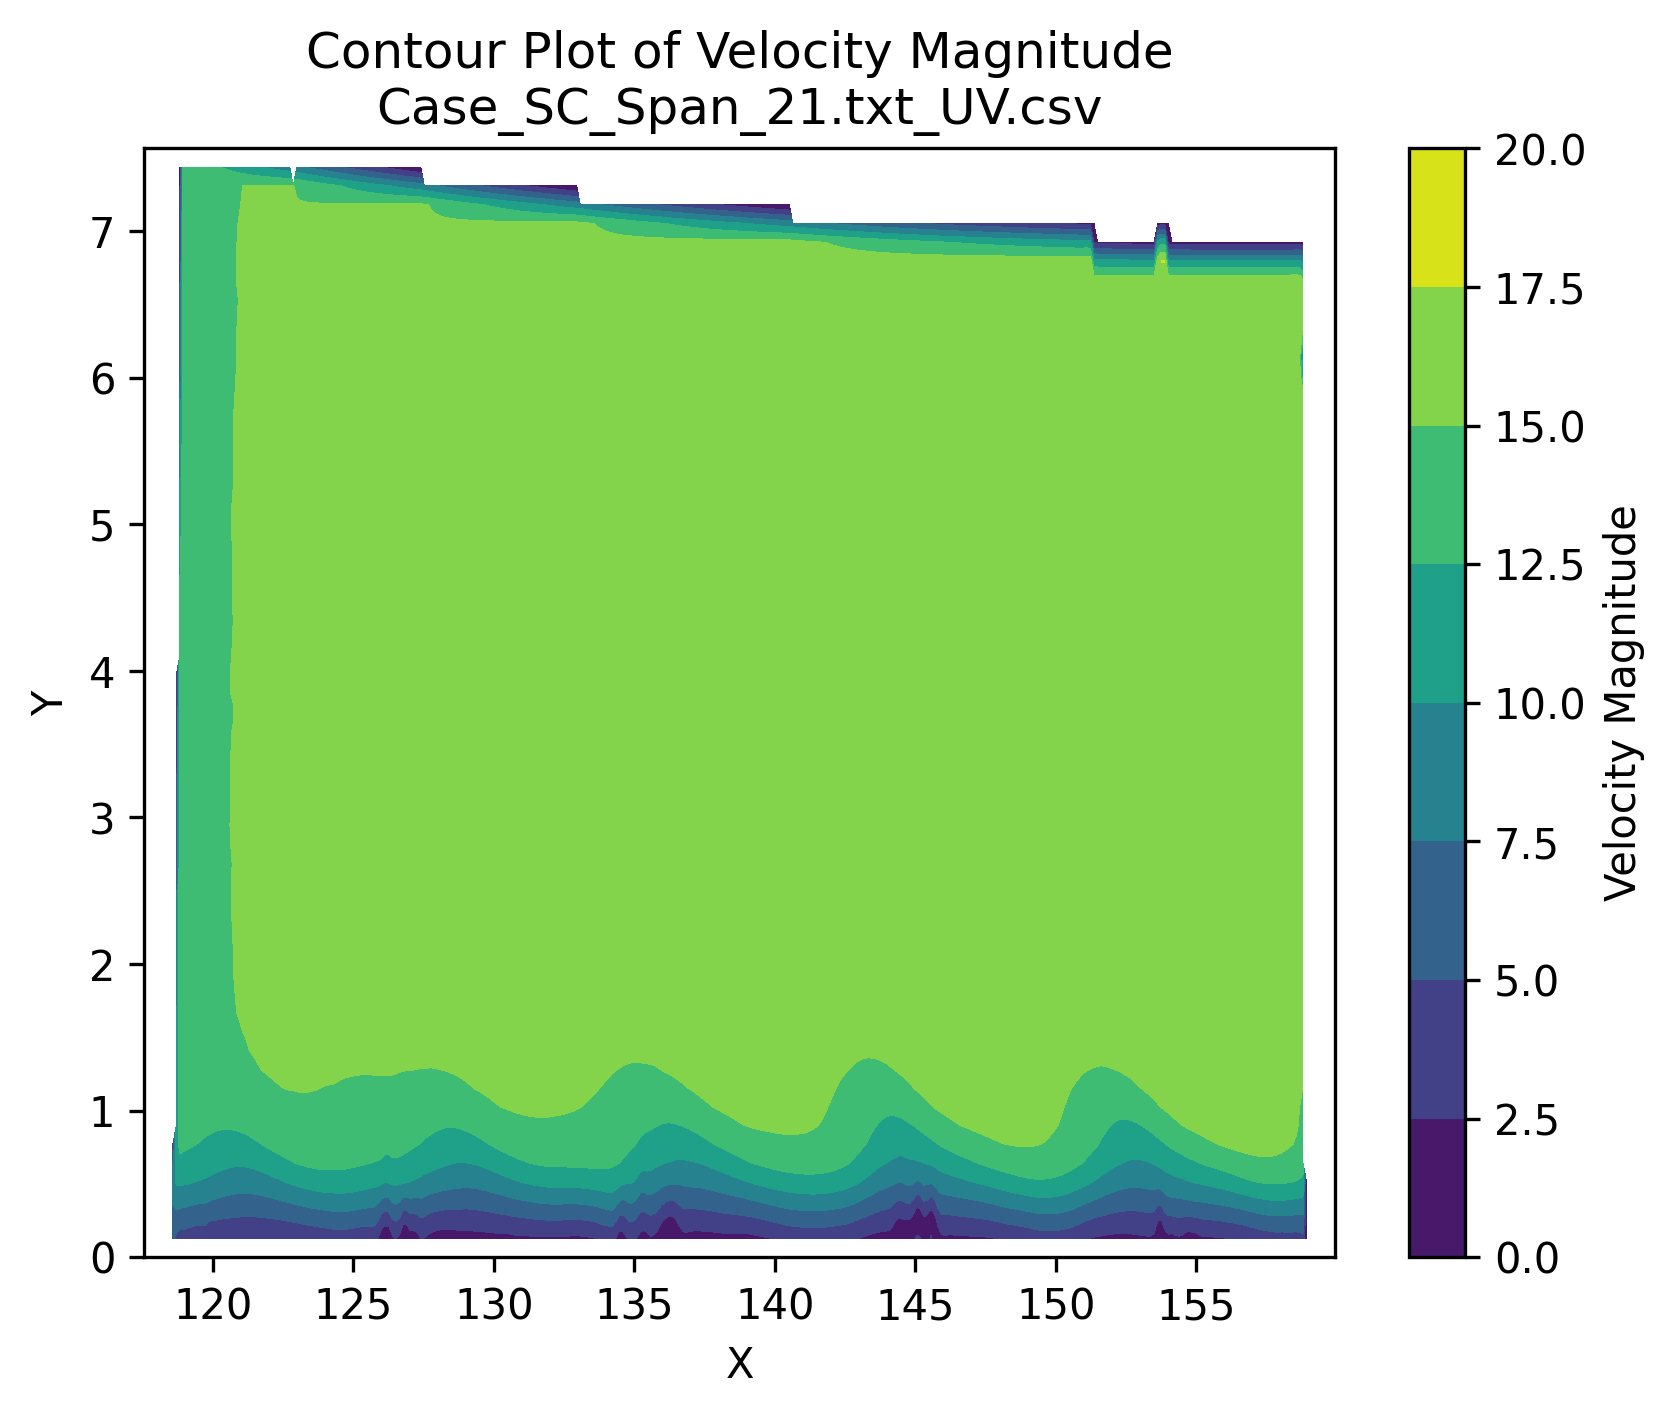 Contour Plot of Velocity Magnitude
Case_SC_Span_21.txt_UV.csv
7
6
5
4
3
2
1
0
Y
120 125 130 135 140 145 150 155
X
20.0
17.5
15.0
12.5
10.0
7.5
5.0
2.5
0.0
Velocity Magnitude